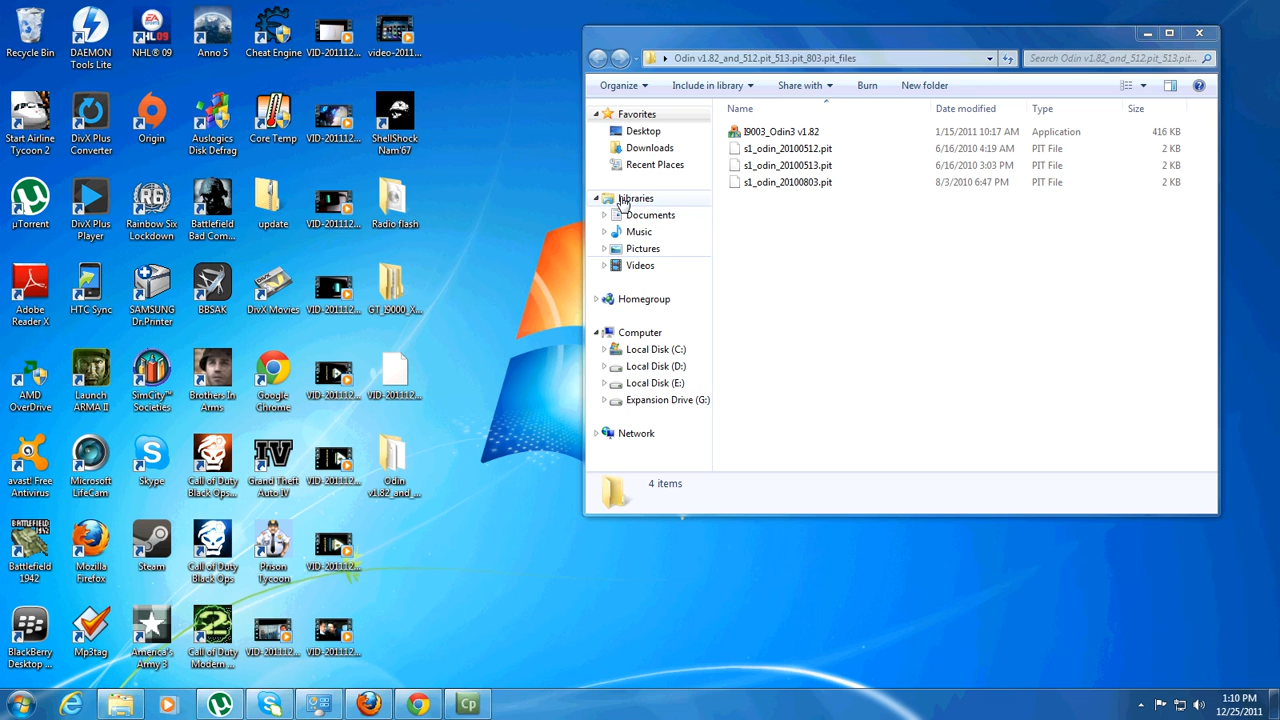 Recycle Bin
DAEMON Tools Lite
NHL® 09
Anno 5
Cheat Engine
VID-201112...
video-2011...
Start Airline Tycoon 2
DivX Plus Converter
Origin
Auslogics Disk Defrag
Core Temp
VID-201112...
ShellShock Nam'67
µTorrent
DivX Plus Player
Rainbow Six Lockdown
Battlefield Bad Com...
update
VID-201112...
Radio flash
Adobe Reader X
HTC Sync
SAMSUNG Dr.Printer
BBSAK
DivX Movies
VID-201112...
GT_I9000_X...
AMD OverDrive
Launch ARMA II
SimCity™ Societies
Brothers In Arms
Google Chrome
VID-201112...
VID-201112...
avast! Free Antivirus
Microsoft LifeCam
Skype
Call of Duty Black Ops...
Grand Theft Auto IV
VID-201112...
Odin v1.82_and_...
Battlefield 1942
Mozilla Firefox
Steam
Call of Duty Black Ops
Prison Tycoon
VID-201112...
BlackBerry Desktop ...
Mp3tag
America's Army 3
Call of Duty Modern ...
VID-201112...
VID-201112...
Odin v1.82_and_512.pit_513.pit_803.pit_files
Search Odin v1.82_and_512.pit_513.pit...
Organize
Include in library
Share with
Burn
New folder
Favorites
Desktop
Downloads
Recent Places
Libraries
Documents
Music
Pictures
Videos
Homegroup
Computer
Local Disk (C:)
Local Disk (D:)
Local Disk (E:)
Expansion Drive (G:)
Network
Name Date modified Type Size
I9003_Odin3 v1.82 1/15/2011 10:17 AM Application 416 KB
s1_odin_20100512.pit 6/16/2010 4:19 AM PIT File 2 KB
s1_odin_20100513.pit 6/16/2010 3:03 PM PIT File 2 KB
s1_odin_20100803.pit 8/3/2010 6:47 PM PIT File 2 KB
4 items
Cp
1:10 PM
12/25/2011